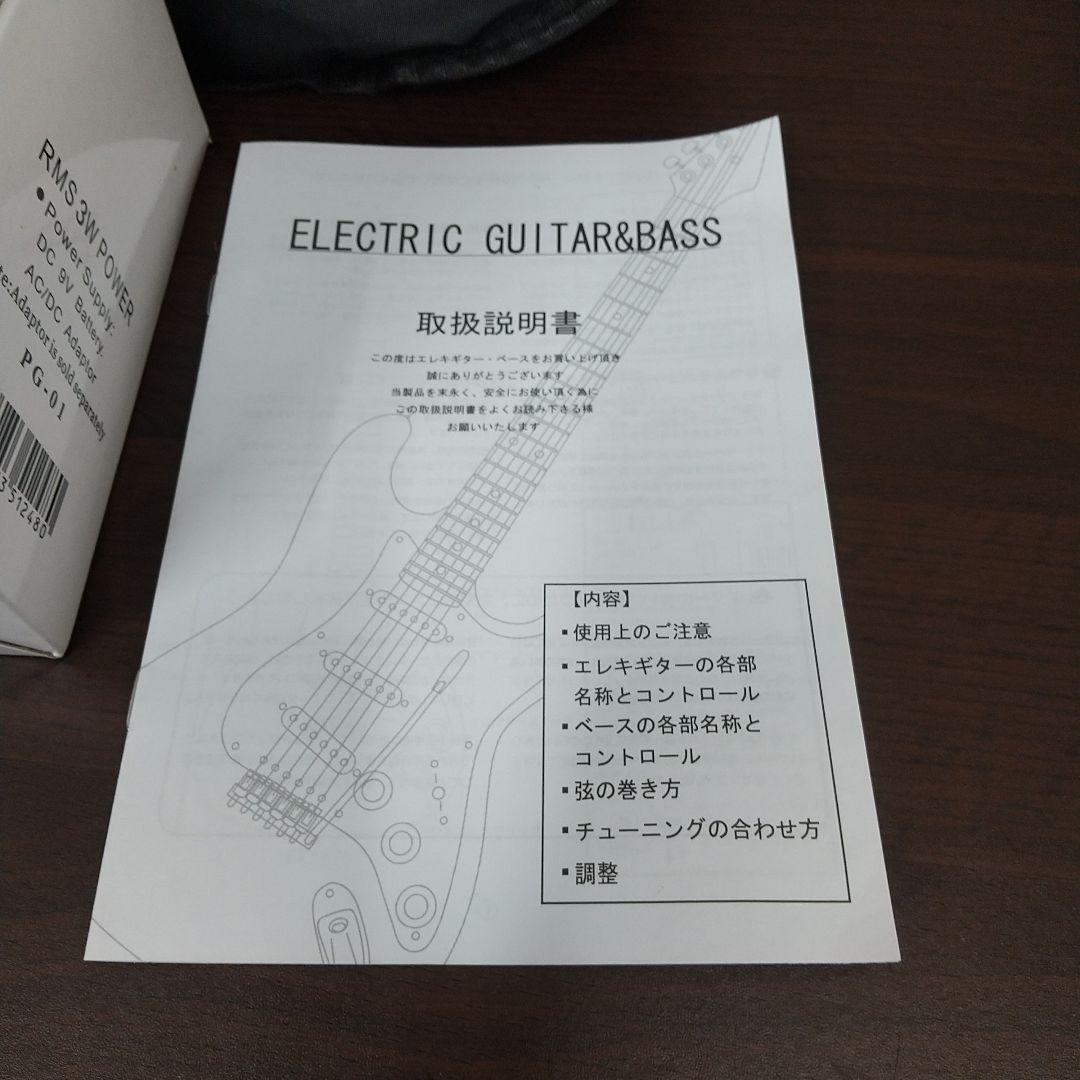 RMS 3W POWER
●Power Supply:
DC 9V Battery.
AC/DC Adaptor
Adaptor is sold separately
PG-01
512480
ELECTRIC GUITAR&BASS
取扱説明書
この度はエレキギター・ベースをお買い上げ頂き
誠にありがとうございます
当製品を末永く、安全にお使い頂く為に
この取扱説明書をよくお読み下さる様
お願いいたします
【内容】
▪使用上のご注意
▪エレキギターの各部
名称とコントロール
▪ベースの各部名称と
コントロール
▪弦の巻き方
▪チューニングの合わせ方
▪調整